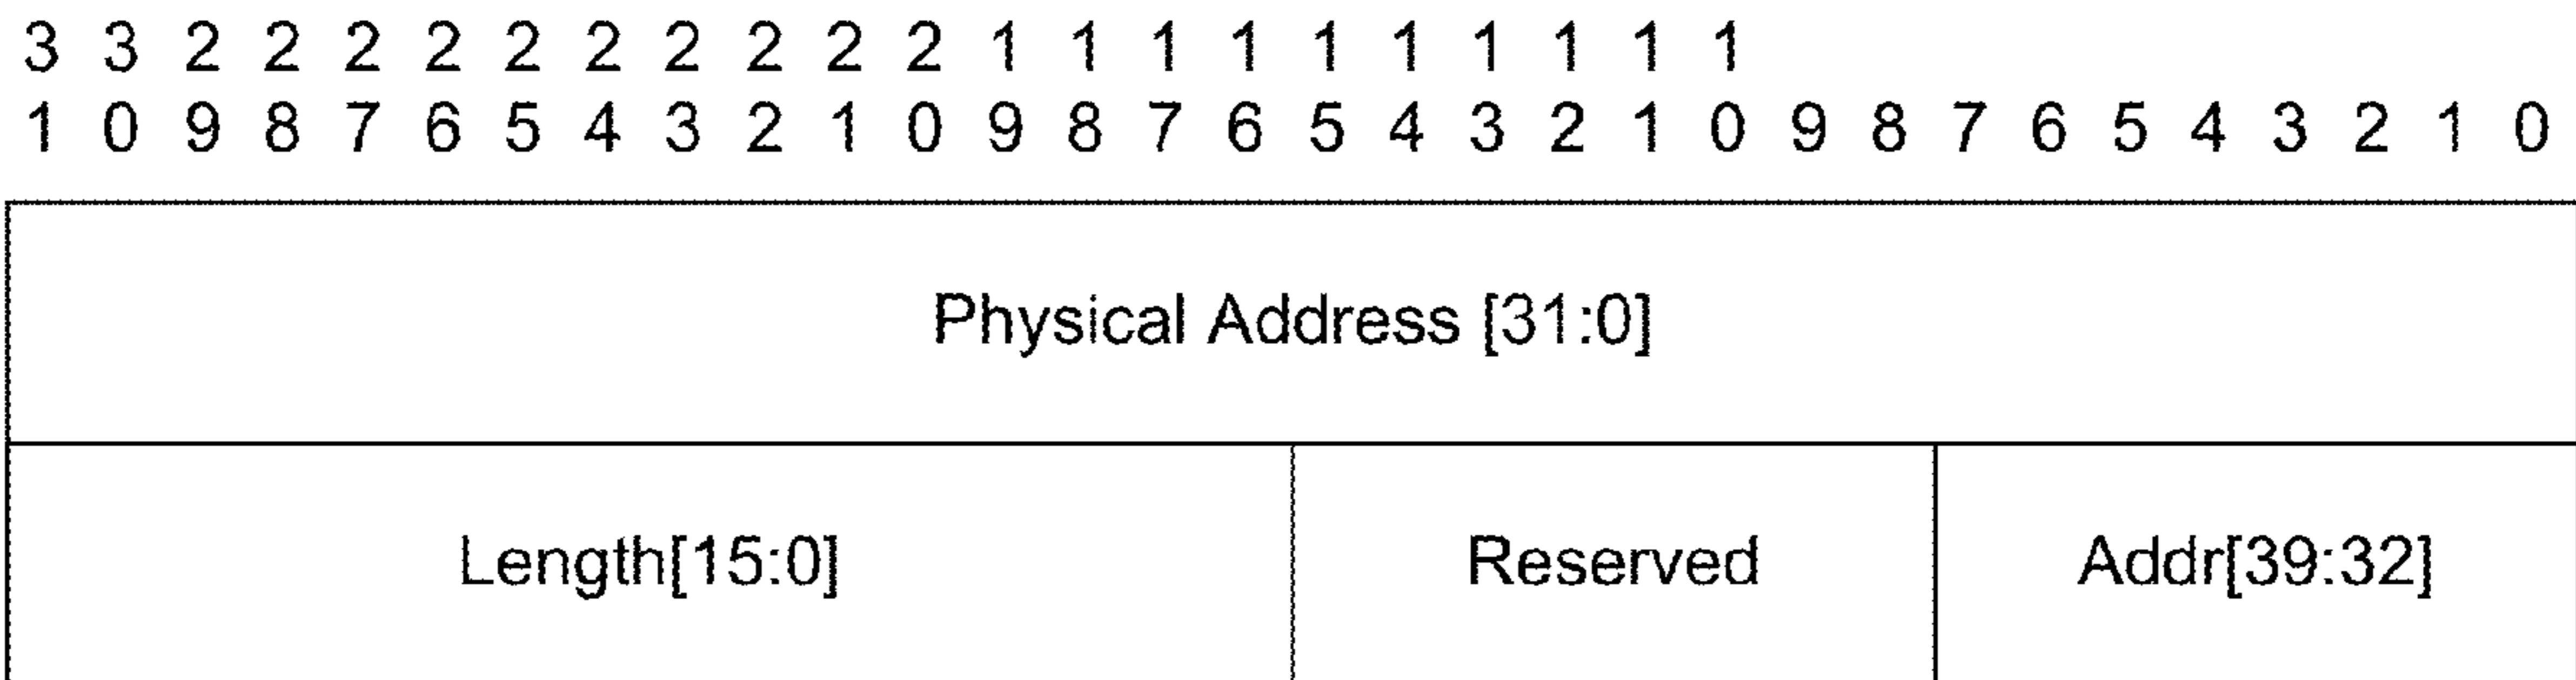 3 3 2 2 2 2 2 2 2 2 2 2 1 1 1 1 1 1 1 1 1 1
1 0 9 8 7 6 5 4 3 2 1 0 9 8 7 6 5 4 3 2 1 0 9 8 7 6 5 4 3 2 1 0
Physical Address [31:0]
Length[15:0] Reserved Addr[39:32]